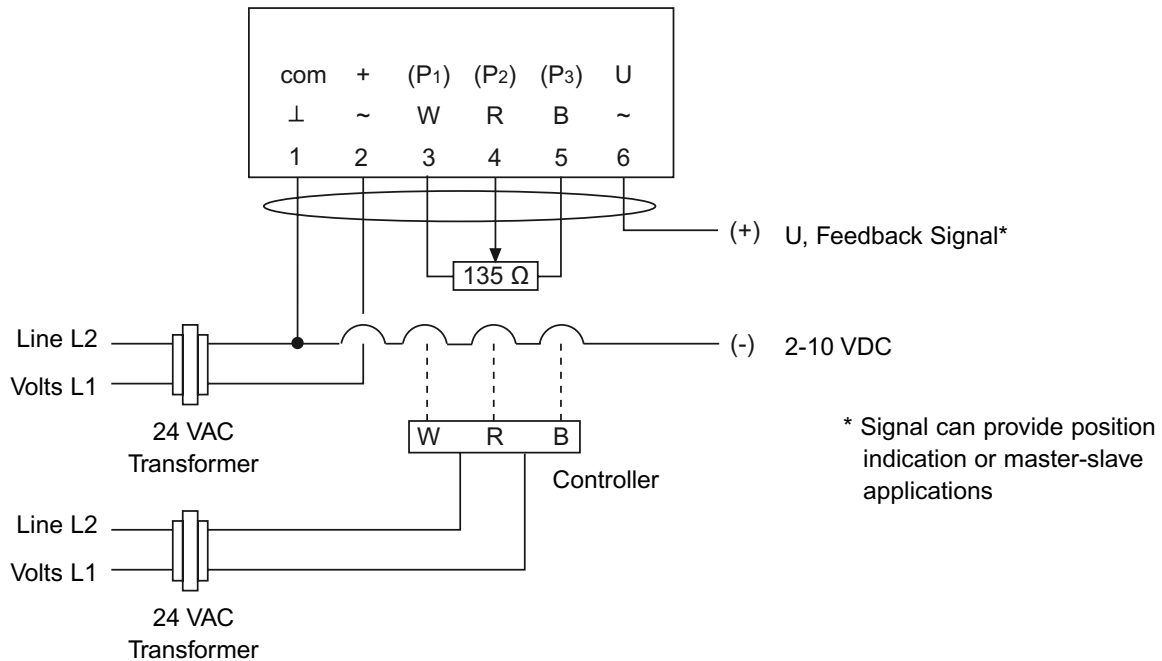 com + (P1) (P2) (P3) U
⊥ ~ W R B ~
1 2 3 4 5 6
(+) U, Feedback Signal*
135 Ω
Line L2
(-) 2-10 VDC
Volts L1
24 VAC
Transformer
W R B
Controller
* Signal can provide position
indication or master-slave
applications
Line L2
Volts L1
24 VAC
Transformer